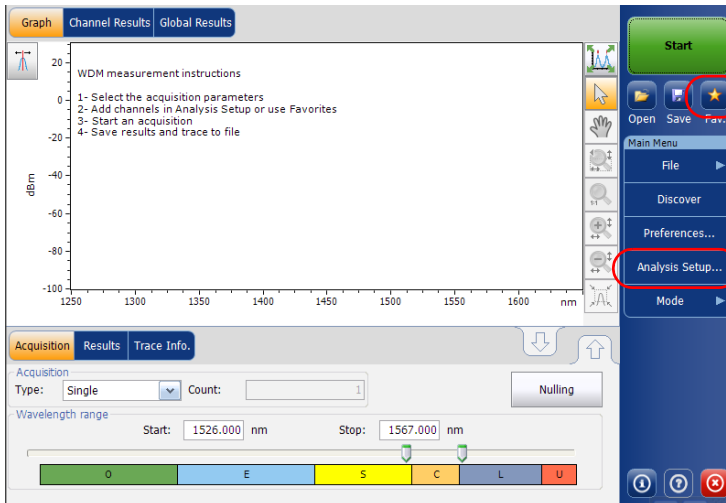 Graph Channel Results Global Results
Start
Open Save Fav.
Main Menu
File
Discover
Preferences...
Analysis Setup...
Mode
WDM measurement instructions
1- Select the acquisition parameters
2- Add channels in Analysis Setup or use Favorites
3- Start an acquisition
4- Save results and trace to file
dBm
20
0
-20
-40
-60
-80
-100
1250 1300 1350 1400 1450 1500 1550 1600 nm
1:1
Acquisition Results Trace Info.
Acquisition
Type: Single Count: 1
Nulling
Wavelength range
Start: 1526.000 nm Stop: 1567.000 nm
O E S C L U